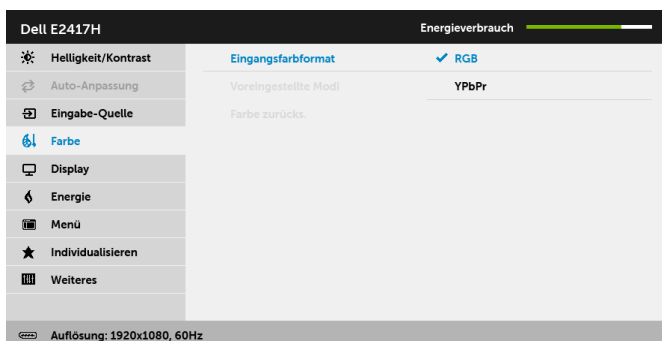 Dell E2417H
Energieverbrauch
Helligkeit/Kontrast
Eingangsfarbformat
RGB
Auto-Anpassung
Voreingestellte Modi
YPbPr
Eingabe-Quelle
Farbe zurücks.
Farbe
Display
Energie
Menü
Individualisieren
Weiteres
Auflösung: 1920x1080, 60Hz